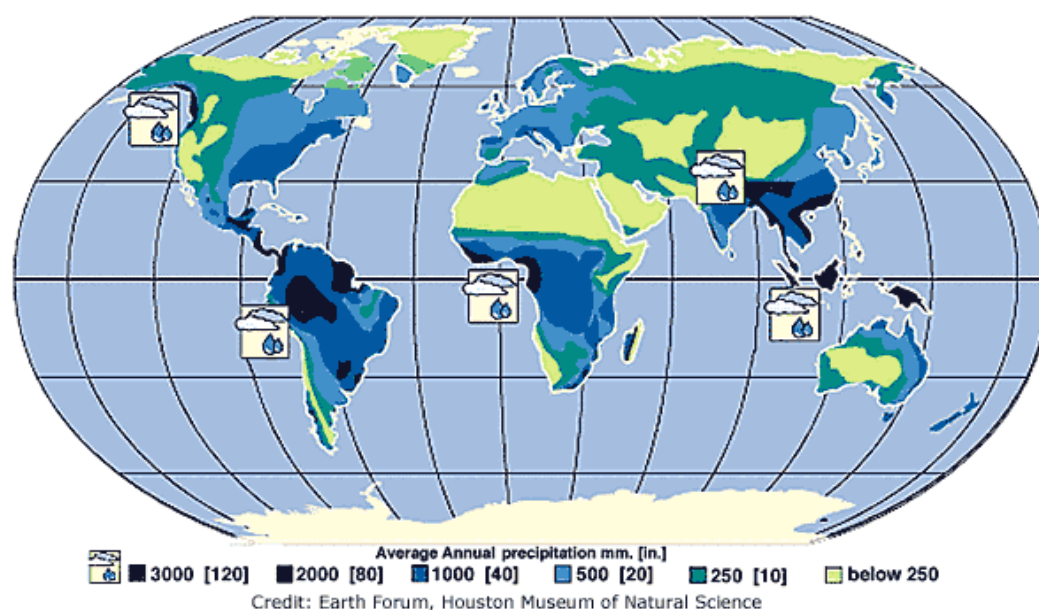 Average Annual precipitation mm. [in.]
3000 [120] 2000 [80] 1000 [40] 500 [20] 250 [10] below 250
Credit: Earth Forum, Houston Museum of Natural Science